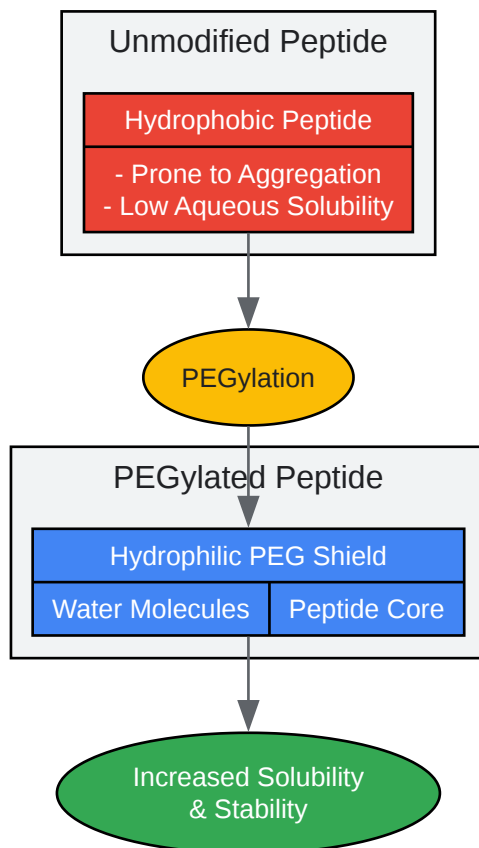 Unmodified Peptide
Hydrophobic Peptide
- Prone to Aggregation
- Low Aqueous Solubility
PEGylation
PEGylated Peptide
Hydrophilic PEG Shield
Water Molecules
Peptide Core
Increased Solubility
& Stability